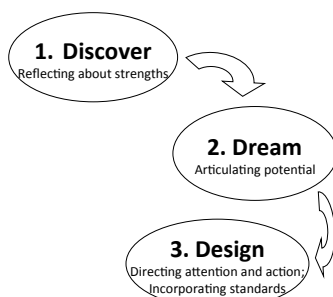 1. Discover
Reflecting about strengths
2. Dream
Articulating potential
3. Design
Directing attention and action;
Incorporating standards